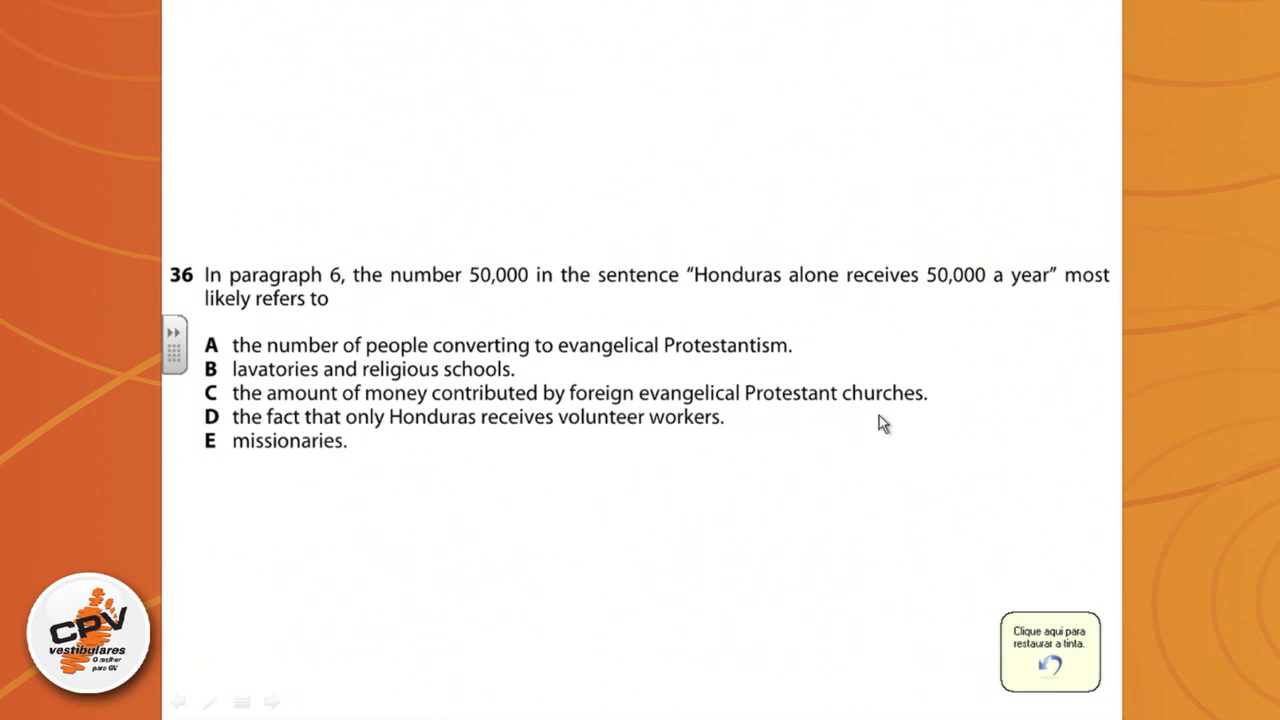 36 In paragraph 6, the number 50,000 in the sentence “Honduras alone receives 50,000 a year” most
likely refers to
A the number of people converting to evangelical Protestantism.
B lavatories and religious schools.
C the amount of money contributed by foreign evangelical Protestant churches.
D the fact that only Honduras receives volunteer workers.
E missionaries.
CPV
vestibulares
O melhor
para GV
Clique aqui para
restaurar a tinta.